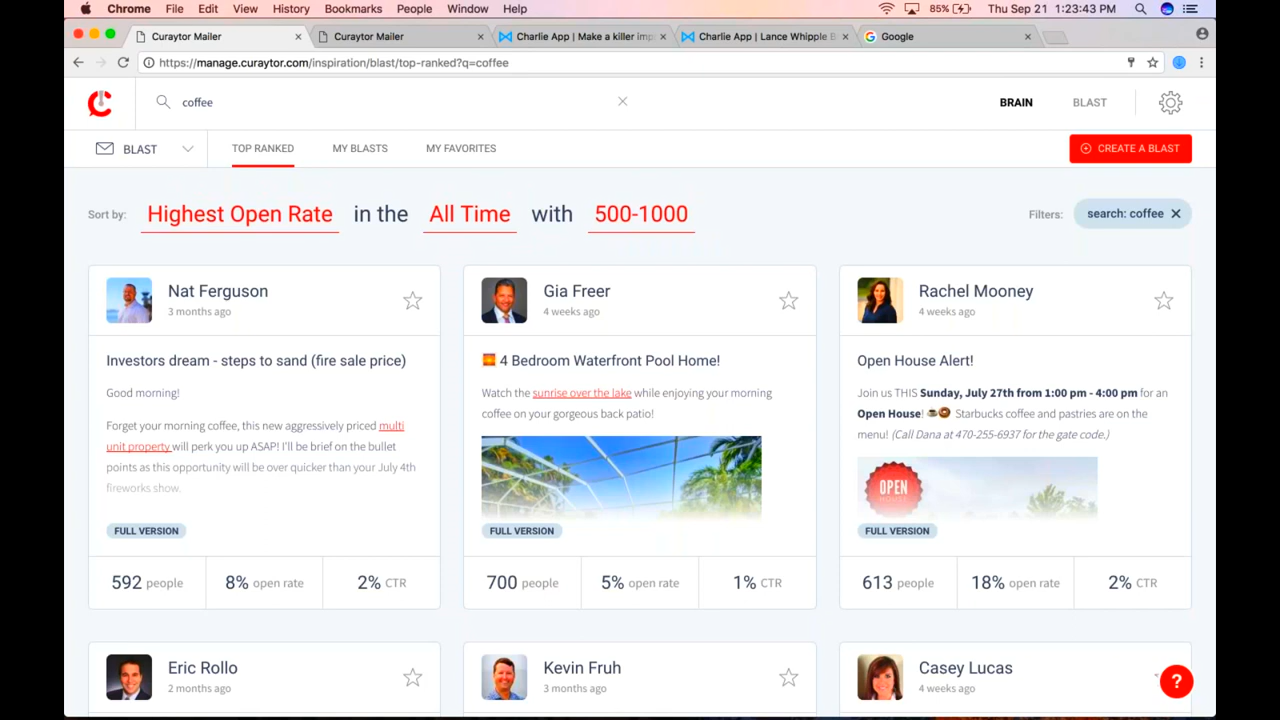 Chrome File Edit View History Bookmarks People Window Help 85% Thu Sep 21 1:23:43 PM
Curaytor Mailer Curaytor Mailer Charlie App | Make a killer imp Charlie App | Lance Whipple B Google
https://manage.curaytor.com/inspiration/blast/top-ranked?q=coffee
coffee BRAIN BLAST
BLAST TOP RANKED MY BLASTS MY FAVORITES CREATE A BLAST
Sort by: Highest Open Rate in the All Time with 500-1000 Filters: search: coffee
Nat Ferguson
3 months ago
Investors dream - steps to sand (fire sale price)
Good morning!
Forget your morning coffee, this new aggressively priced multi
unit property will perk you up ASAP! I'll be brief on the bullet
points as this opportunity will be over quicker than your July 4th
fireworks show.
FULL VERSION
592 people 8% open rate 2% CTR
Gia Freer
4 weeks ago
4 Bedroom Waterfront Pool Home!
Watch the sunrise over the lake while enjoying your morning
coffee on your gorgeous back patio!
FULL VERSION
700 people 5% open rate 1% CTR
Rachel Mooney
4 weeks ago
Open House Alert!
Join us THIS Sunday, July 27th from 1:00 pm - 4:00 pm for an
Open House! Starbucks coffee and pastries are on the
menu! (Call Dana at 470-255-6937 for the gate code.)
OPEN
FULL VERSION
613 people 18% open rate 2% CTR
Eric Rollo
2 months ago
Kevin Fruh
3 months ago
Casey Lucas
4 weeks ago
?